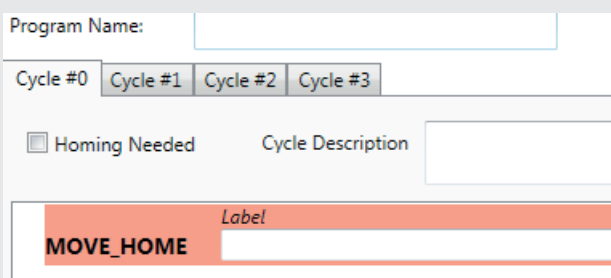 Program Name:
Cycle #0 Cycle #1 Cycle #2 Cycle #3
Homing Needed Cycle Description
Label
MOVE_HOME